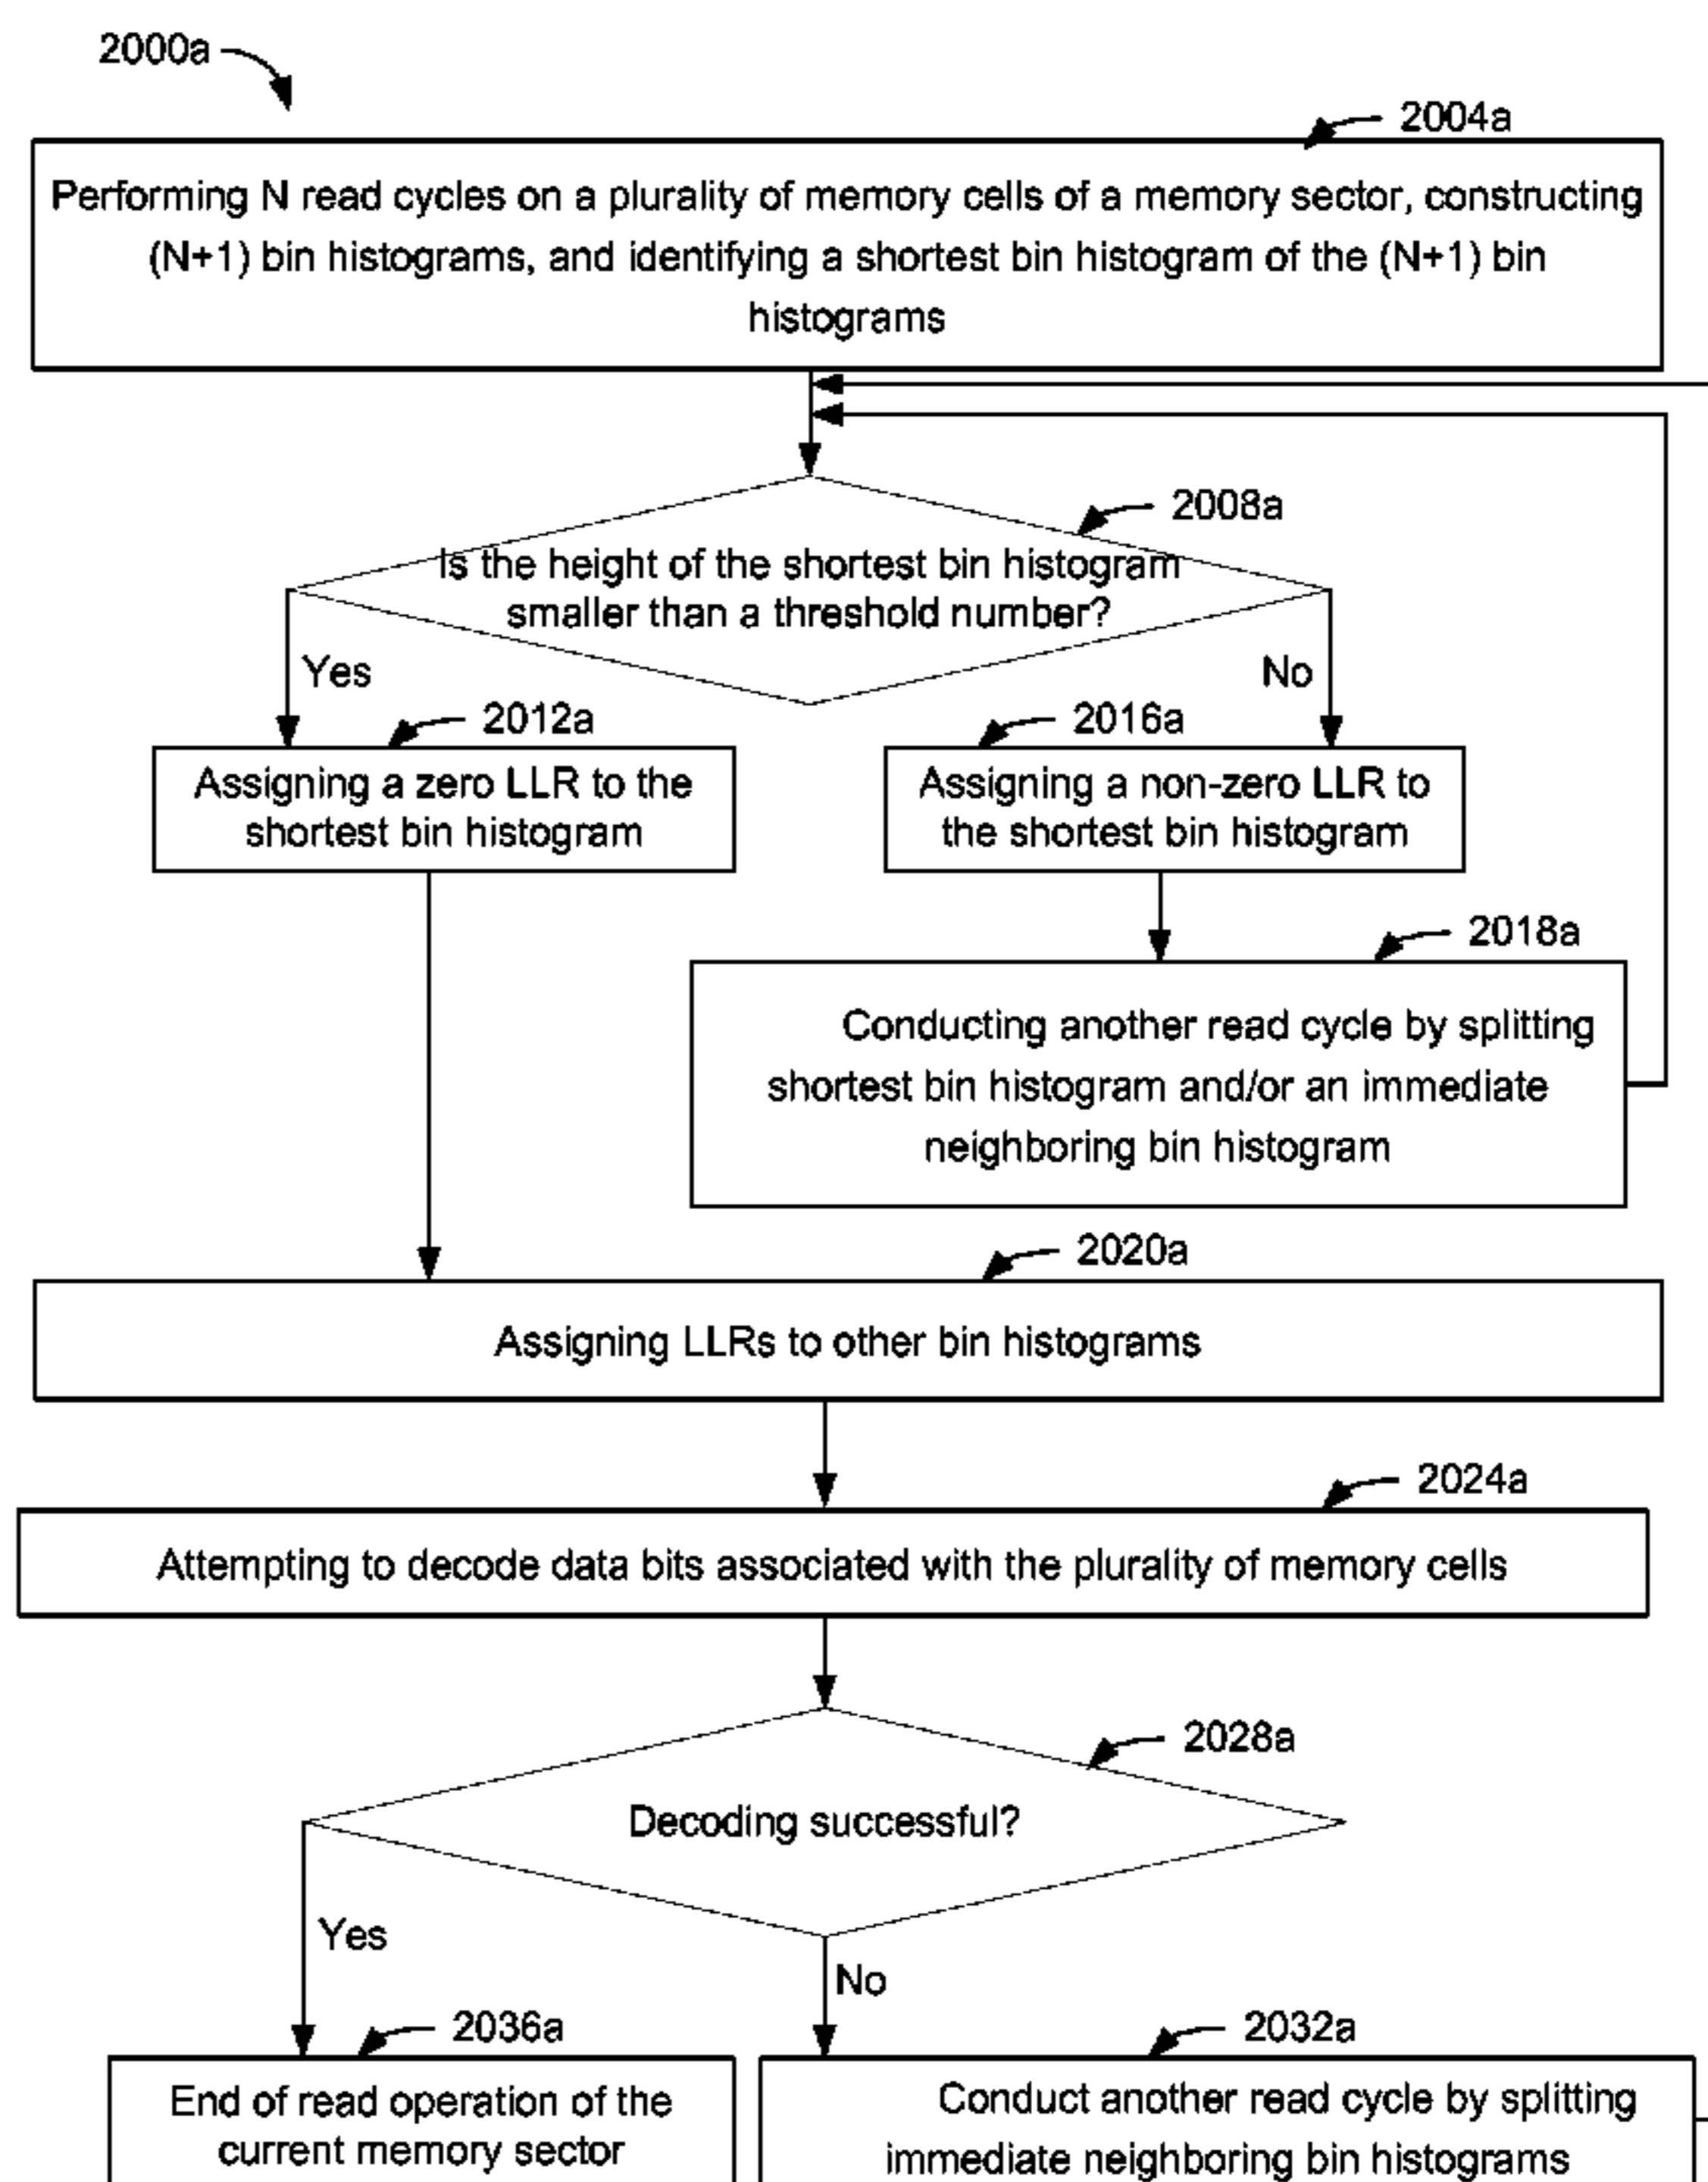 2000a
2004a
Performing N read cycles on a plurality of memory cells of a memory sector, constructing
(N+1) bin histograms, and identifying a shortest bin histogram of the (N+1) bin
histograms
2008a
Is the height of the shortest bin histogram
smaller than a threshold number?
Yes
No
2012a
2016a
Assigning a zero LLR to the
shortest bin histogram
Assigning a non-zero LLR to
the shortest bin histogram
2018a
Conducting another read cycle by splitting
shortest bin histogram and/or an immediate
neighboring bin histogram
2020a
Assigning LLRs to other bin histograms
2024a
Attempting to decode data bits associated with the plurality of memory cells
2028a
Decoding successful?
Yes
No
2036a
2032a
End of read operation of the
current memory sector
Conduct another read cycle by splitting
immediate neighboring bin histograms